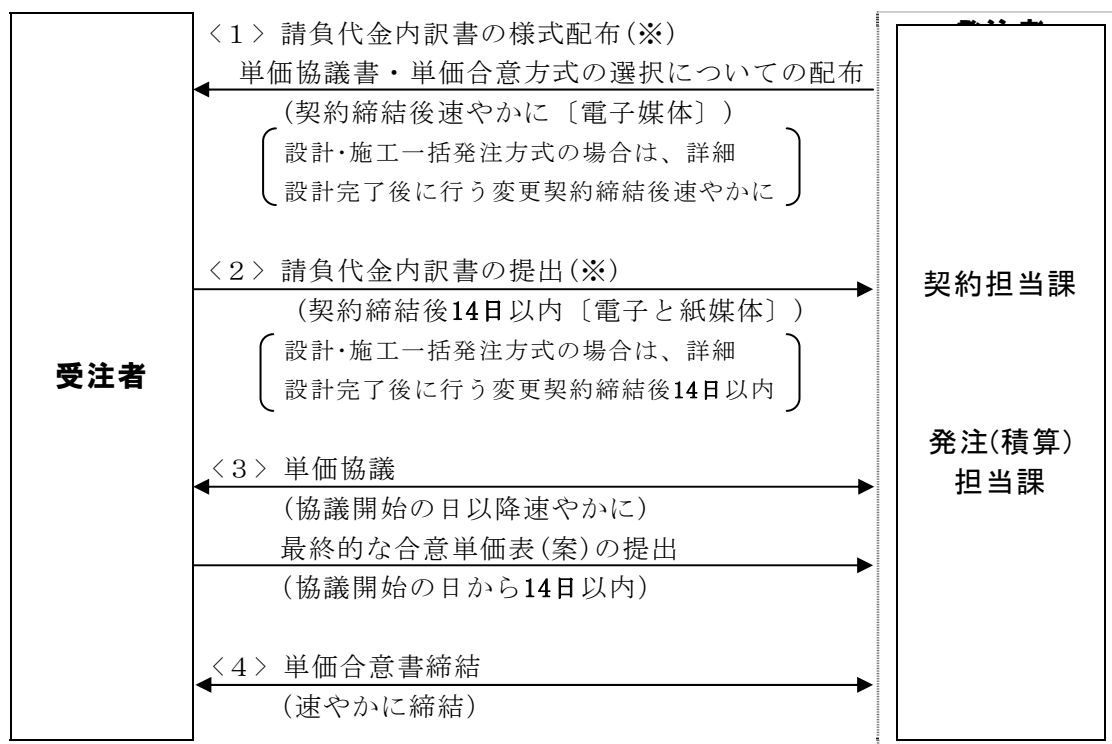 <1> 請負代金内訳書の様式配布(※)
単価協議書・単価合意方式の選択についての配布
(契約締結後速やかに〔電子媒体〕)
設計・施工一括発注方式の場合は、詳細
設計完了後に行う変更契約締結後速やかに
<2> 請負代金内訳書の提出(※)
(契約締結後14日以内〔電子と紙媒体〕)
設計・施工一括発注方式の場合は、詳細
設計完了後に行う変更契約締結後14日以内
受注者
契約担当課
発注(積算)
担当課
<3> 単価協議
(協議開始の日以降速やかに)
最終的な合意単価表(案)の提出
(協議開始の日から14日以内)
<4> 単価合意書締結
(速やかに締結)